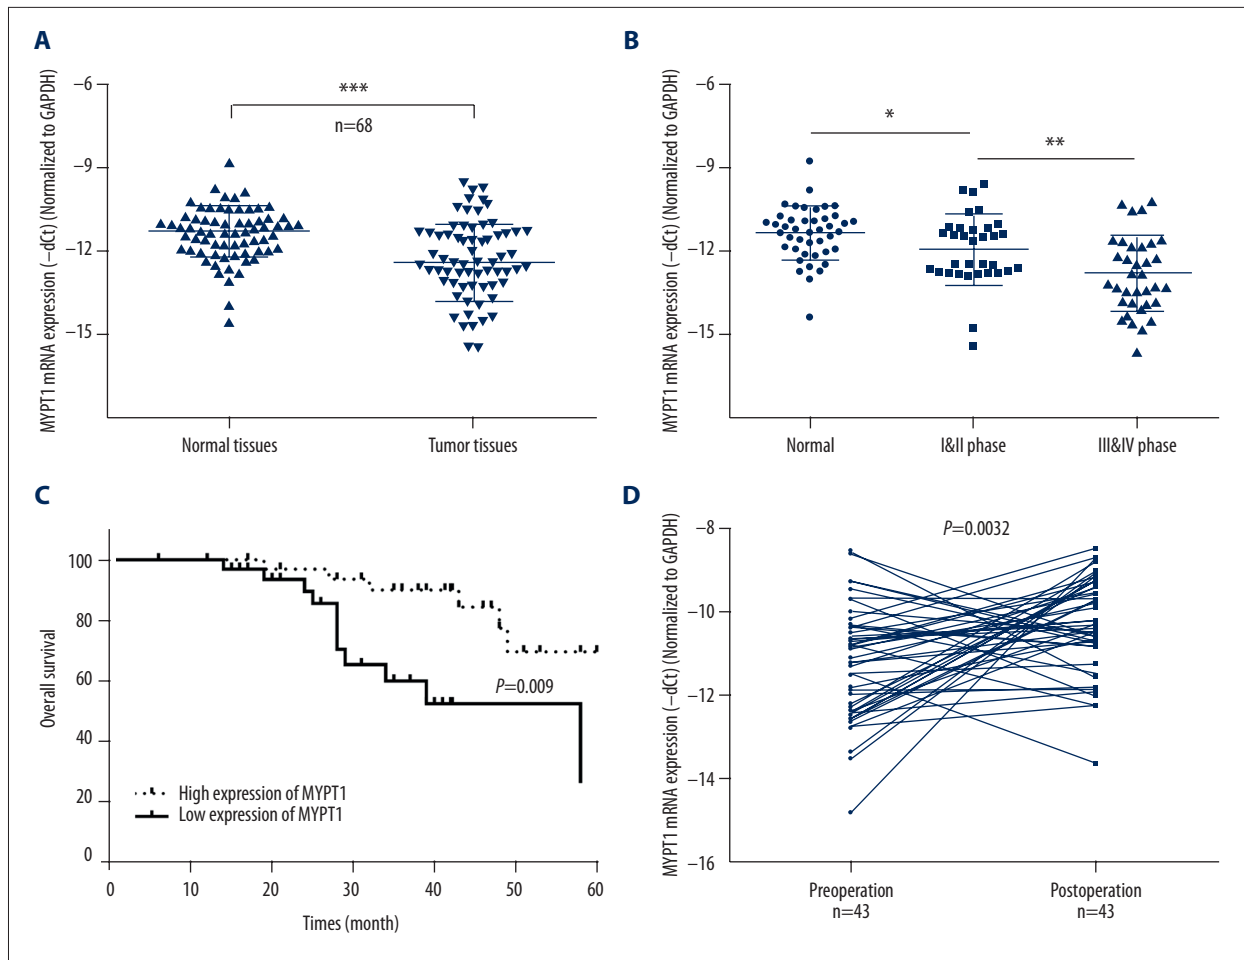 A
MYPT1 mRNA expression (−dCt) (Normalized to GAPDH)
−6
−9
−12
−15
***
n=68
Normal tissues
Tumor tissues
B
MYPT1 mRNA expression (−dCt) (Normalized to GAPDH)
−6
−9
−12
−15
*
**
Normal
I&II phase
III&IV phase
C
Overall survival
100
80
60
40
20
0
P=0.009
High expression of MYPT1
Low expression of MYPT1
0
10
20
30
40
50
60
Times (month)
D
MYPT1 mRNA expression (−dCt) (Normalized to GAPDH)
−8
−10
−12
−14
−16
P=0.0032
Preoperation
n=43
Postoperation
n=43